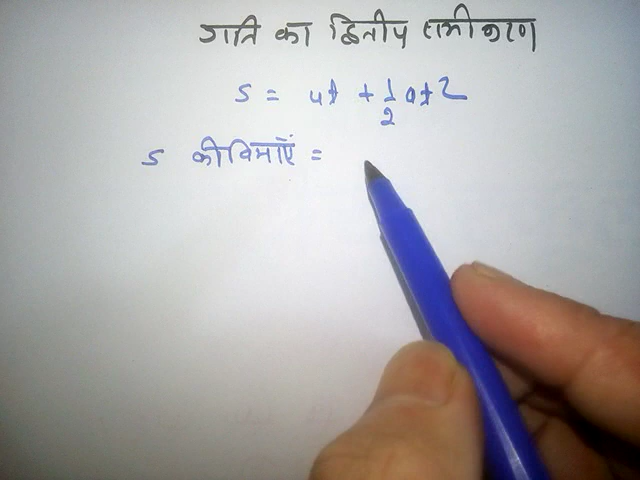 गति का द्वितीय समीकरण
s = ut + 1/2 at2
s की विमाएँ =